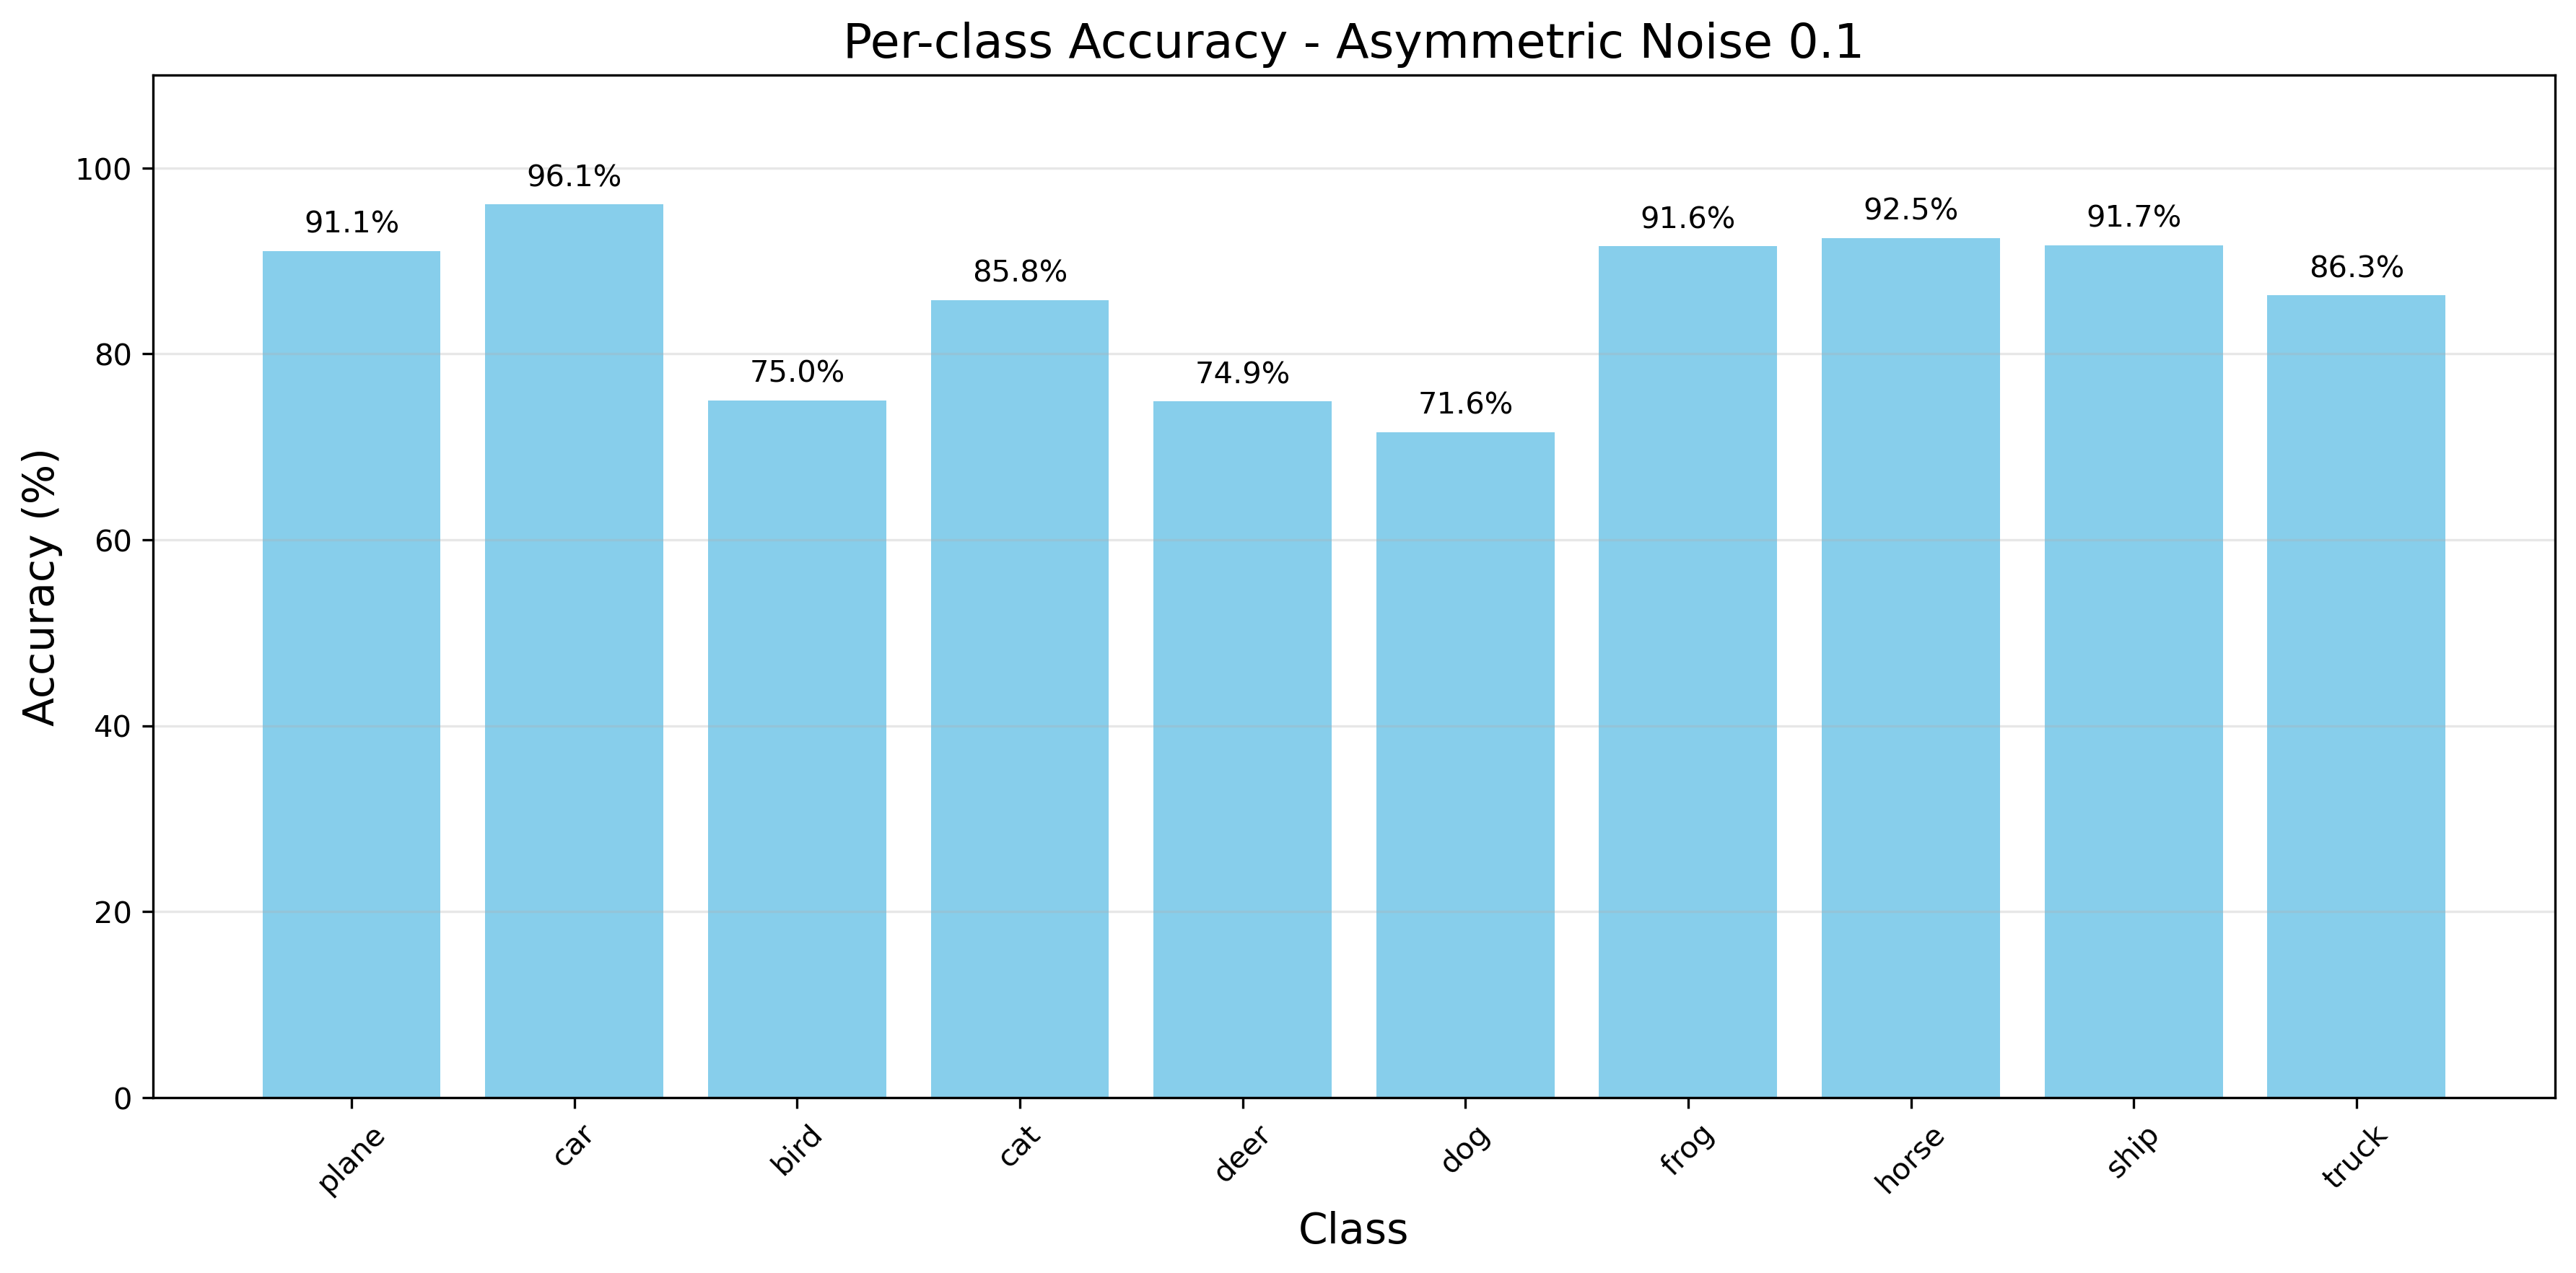 Per-class Accuracy - Asymmetric Noise 0.1
Accuracy (%)
100
80
60
40
20
0
91.1%
96.1%
75.0%
85.8%
74.9%
71.6%
91.6%
92.5%
91.7%
86.3%
plane
car
bird
cat
deer
dog
frog
horse
ship
truck
Class